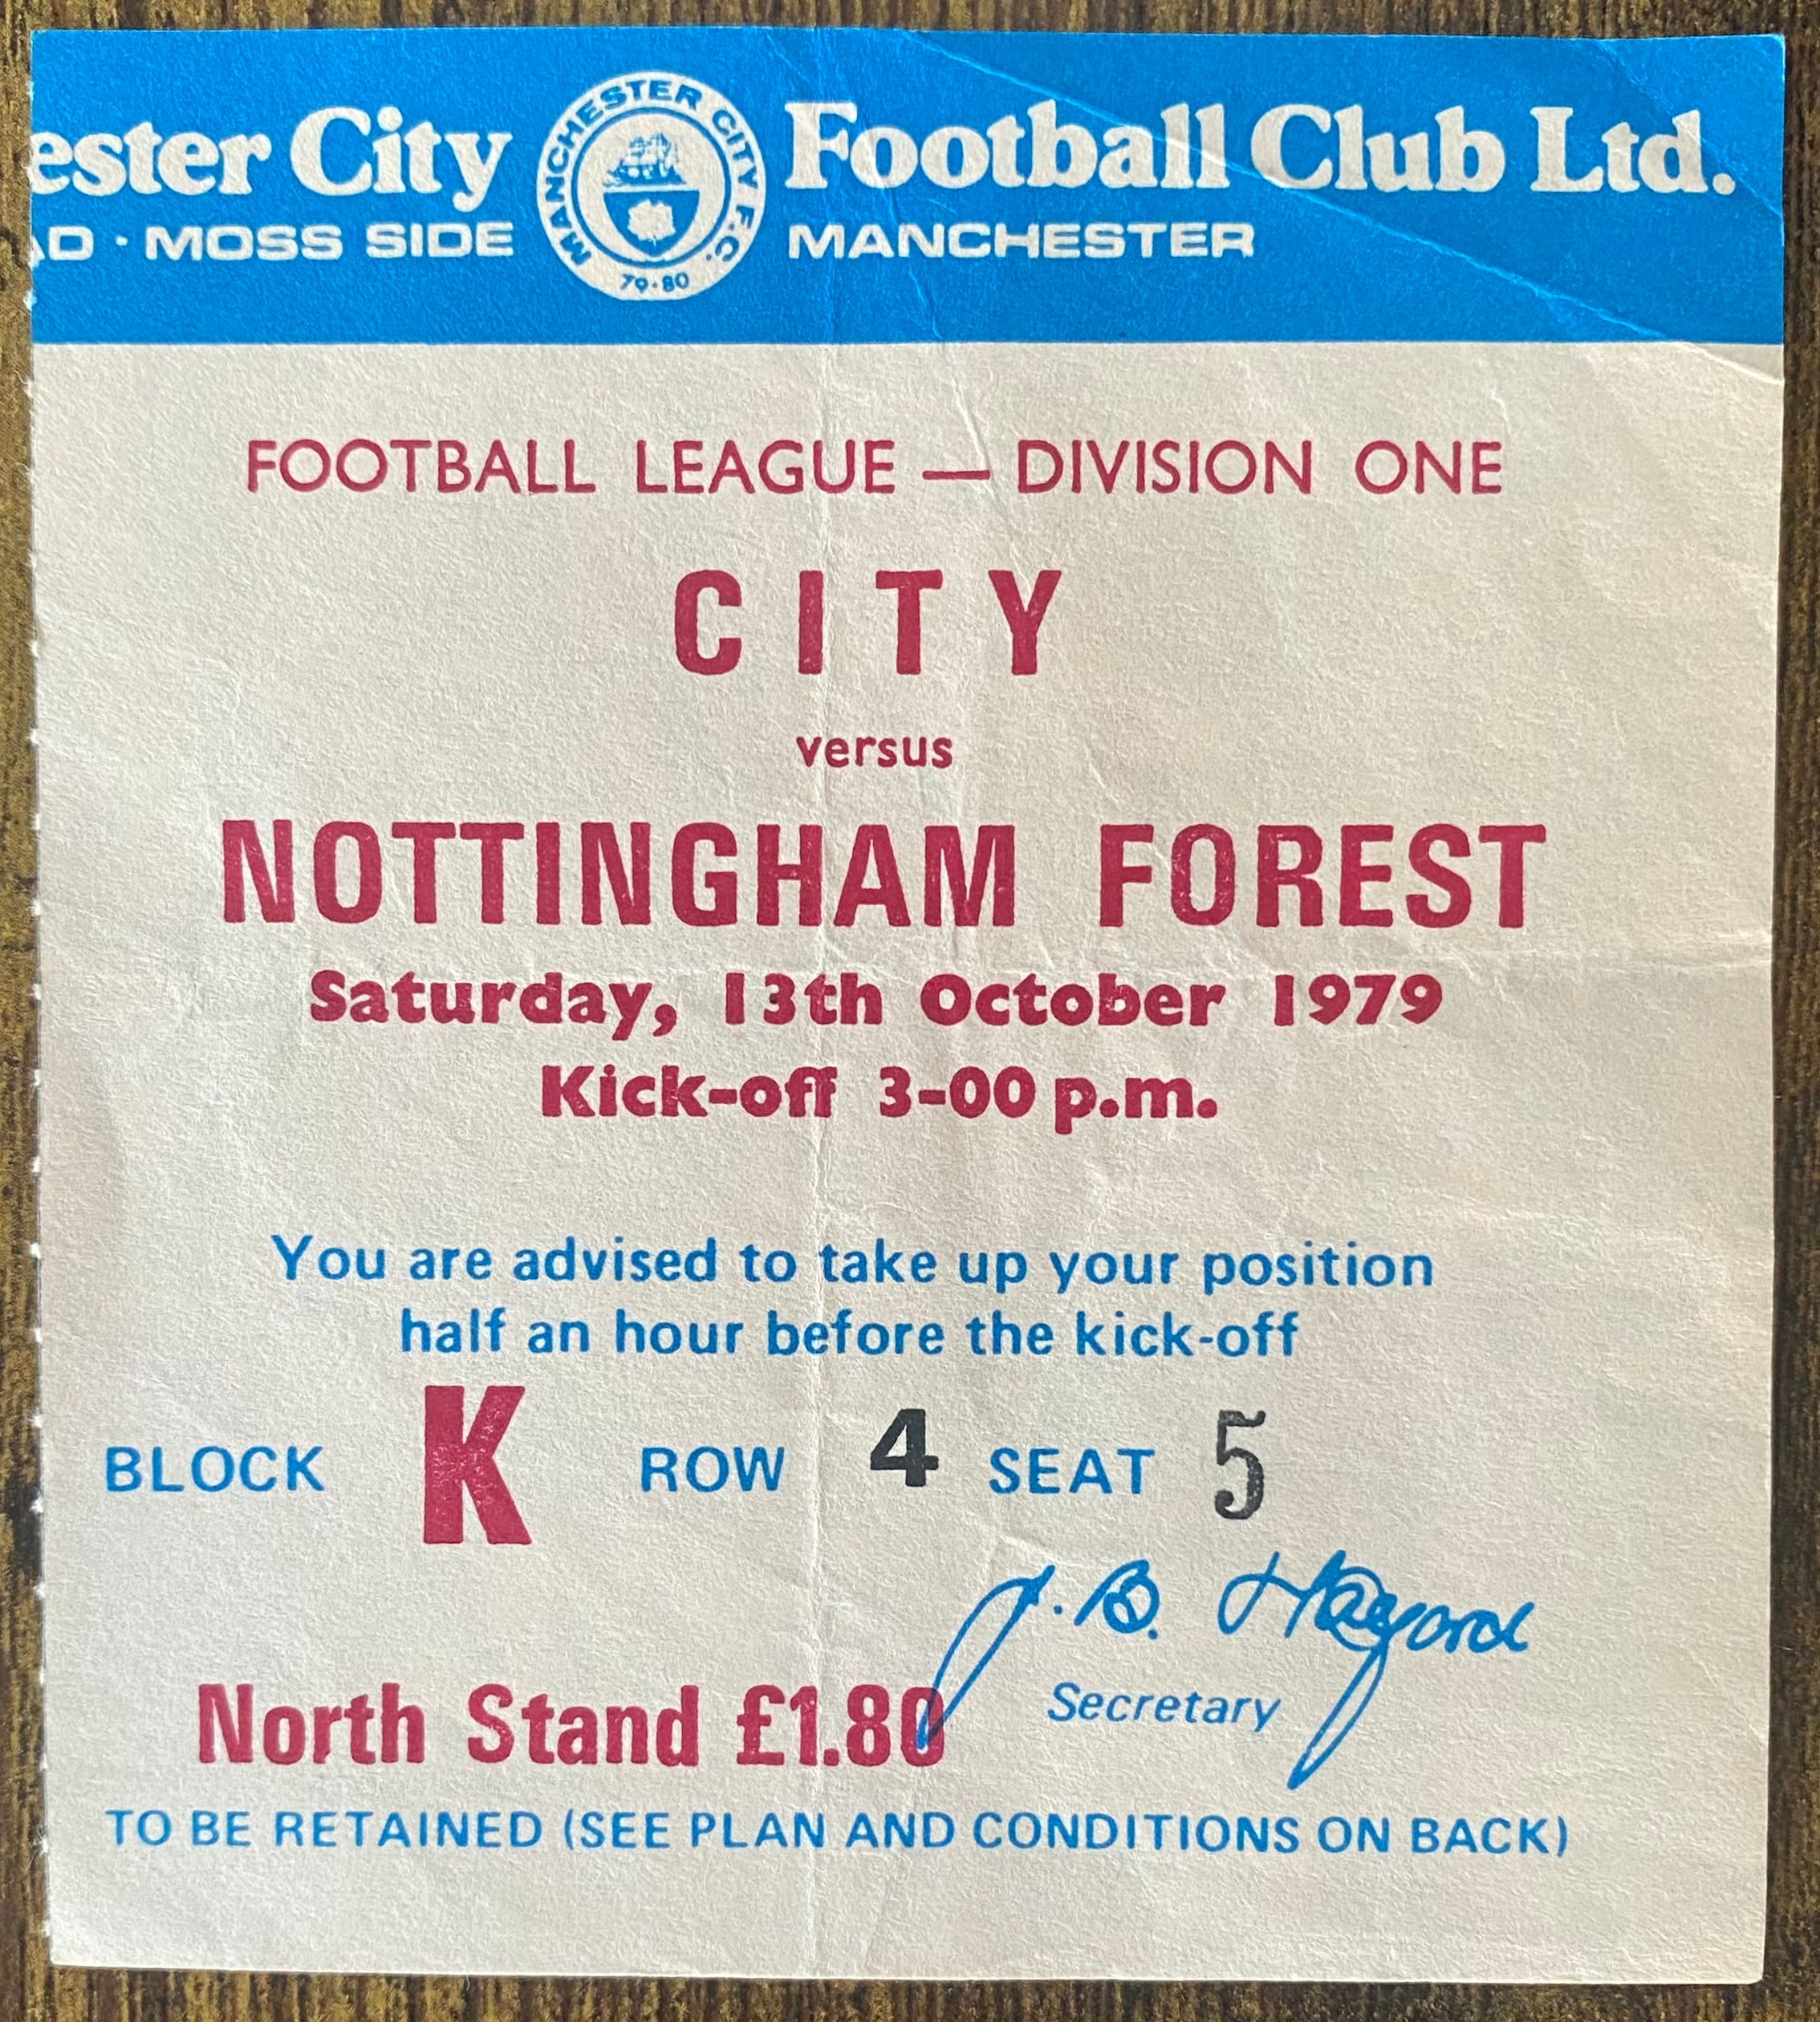 ester City Football Club Ltd.
AD · MOSS SIDE MANCHESTER
MANCHESTER CITY F.C.
79·80
FOOTBALL LEAGUE — DIVISION ONE
CITY
versus
NOTTINGHAM FOREST
Saturday, 13th October 1979
Kick-off 3-00 p.m.
You are advised to take up your position
half an hour before the kick-off
BLOCK K ROW 4 SEAT 5
J. B. Halford
Secretary
North Stand £1.80
TO BE RETAINED (SEE PLAN AND CONDITIONS ON BACK)